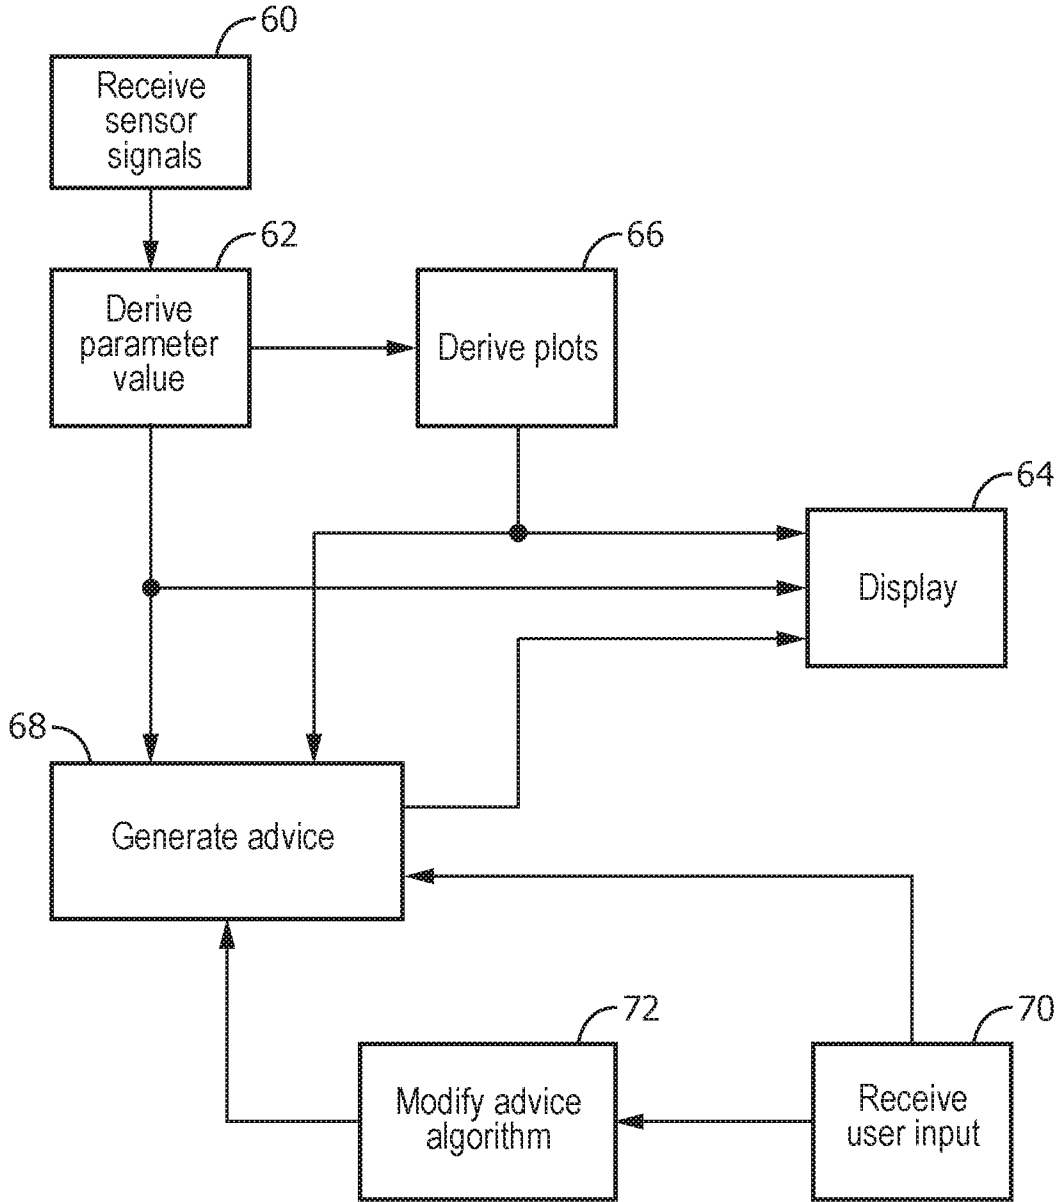 60
Receive
sensor
signals
62
Derive
parameter
value
66
Derive plots
64
Display
68
Generate advice
72
Modify advice
algorithm
70
Receive
user input